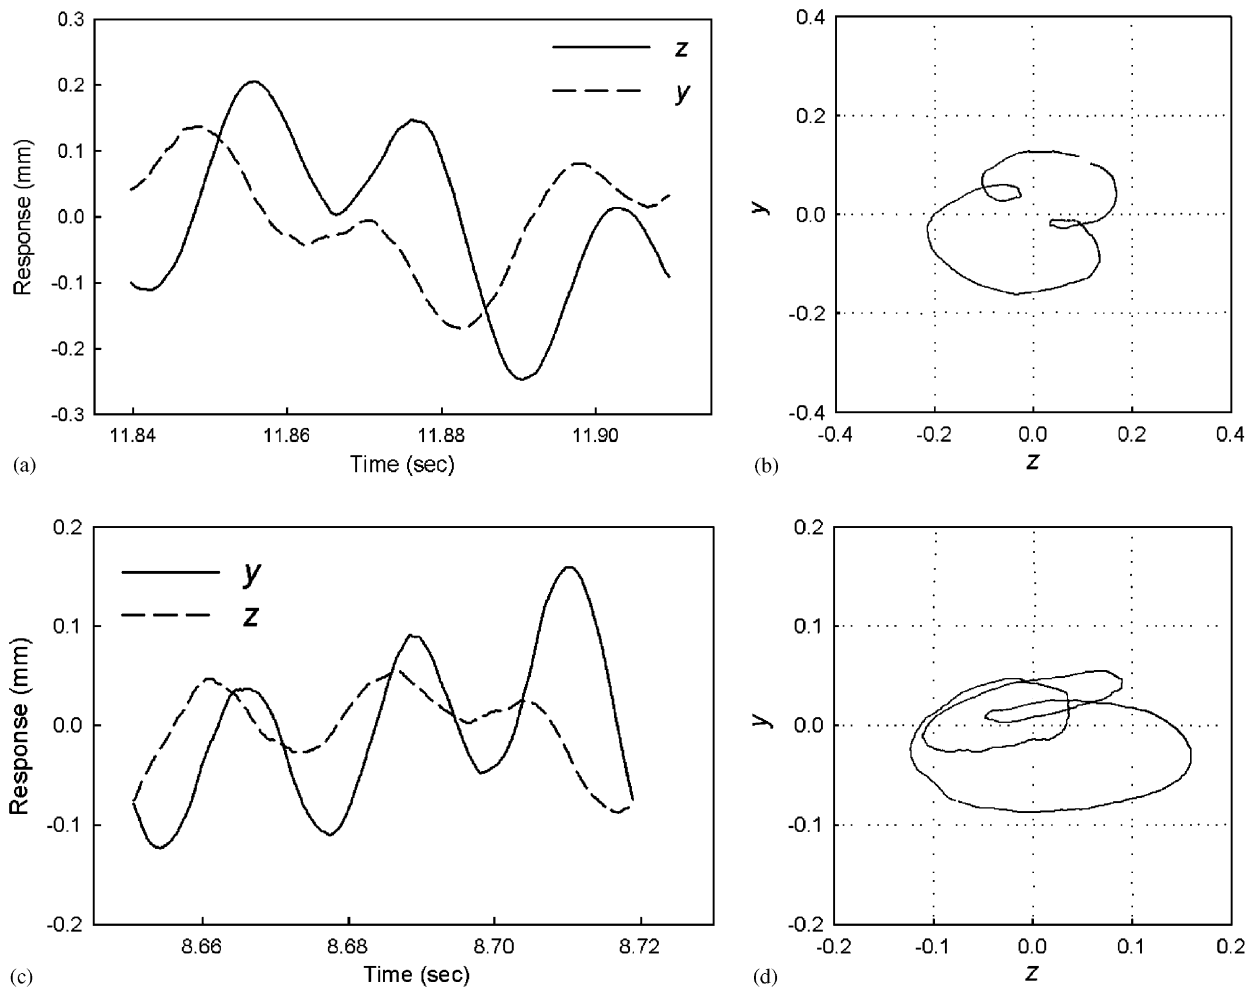 0.3
0.2
0.1
0.0
-0.1
-0.2
-0.3
Response (mm)
z
y
11.84 11.86 11.88 11.90
Time (sec)
(a)
0.4
0.2
0.0
-0.2
-0.4
y
-0.4 -0.2 0.0 0.2 0.4
z
(b)
0.2
0.1
0.0
-0.1
-0.2
Response (mm)
y
z
8.66 8.68 8.70 8.72
Time (sec)
(c)
0.2
0.1
0.0
-0.1
-0.2
y
-0.2 -0.1 0.0 0.1 0.2
z
(d)